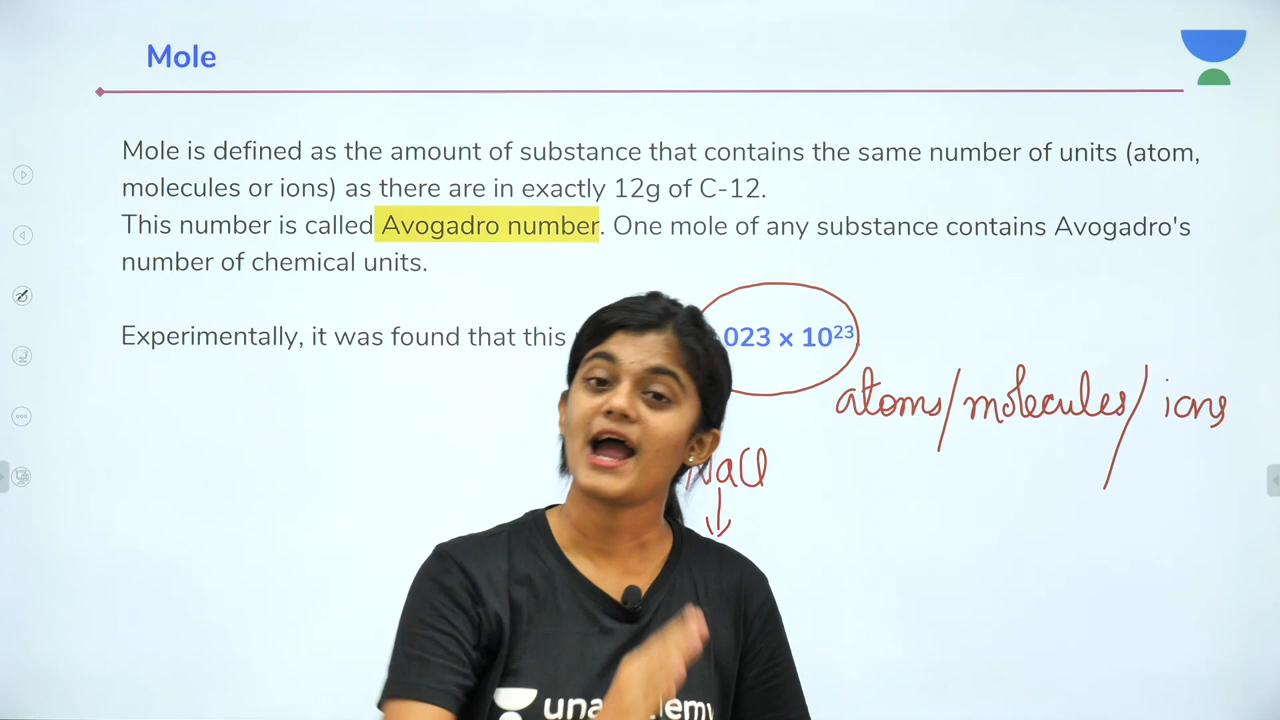 Mole
Mole is defined as the amount of substance that contains the same number of units (atom,
molecules or ions) as there are in exactly 12g of C-12.
This number is called Avogadro number. One mole of any substance contains Avogadro's
number of chemical units.
Experimentally, it was found that this 023 x 10²³.
atoms/molecules/ ions
NaCl